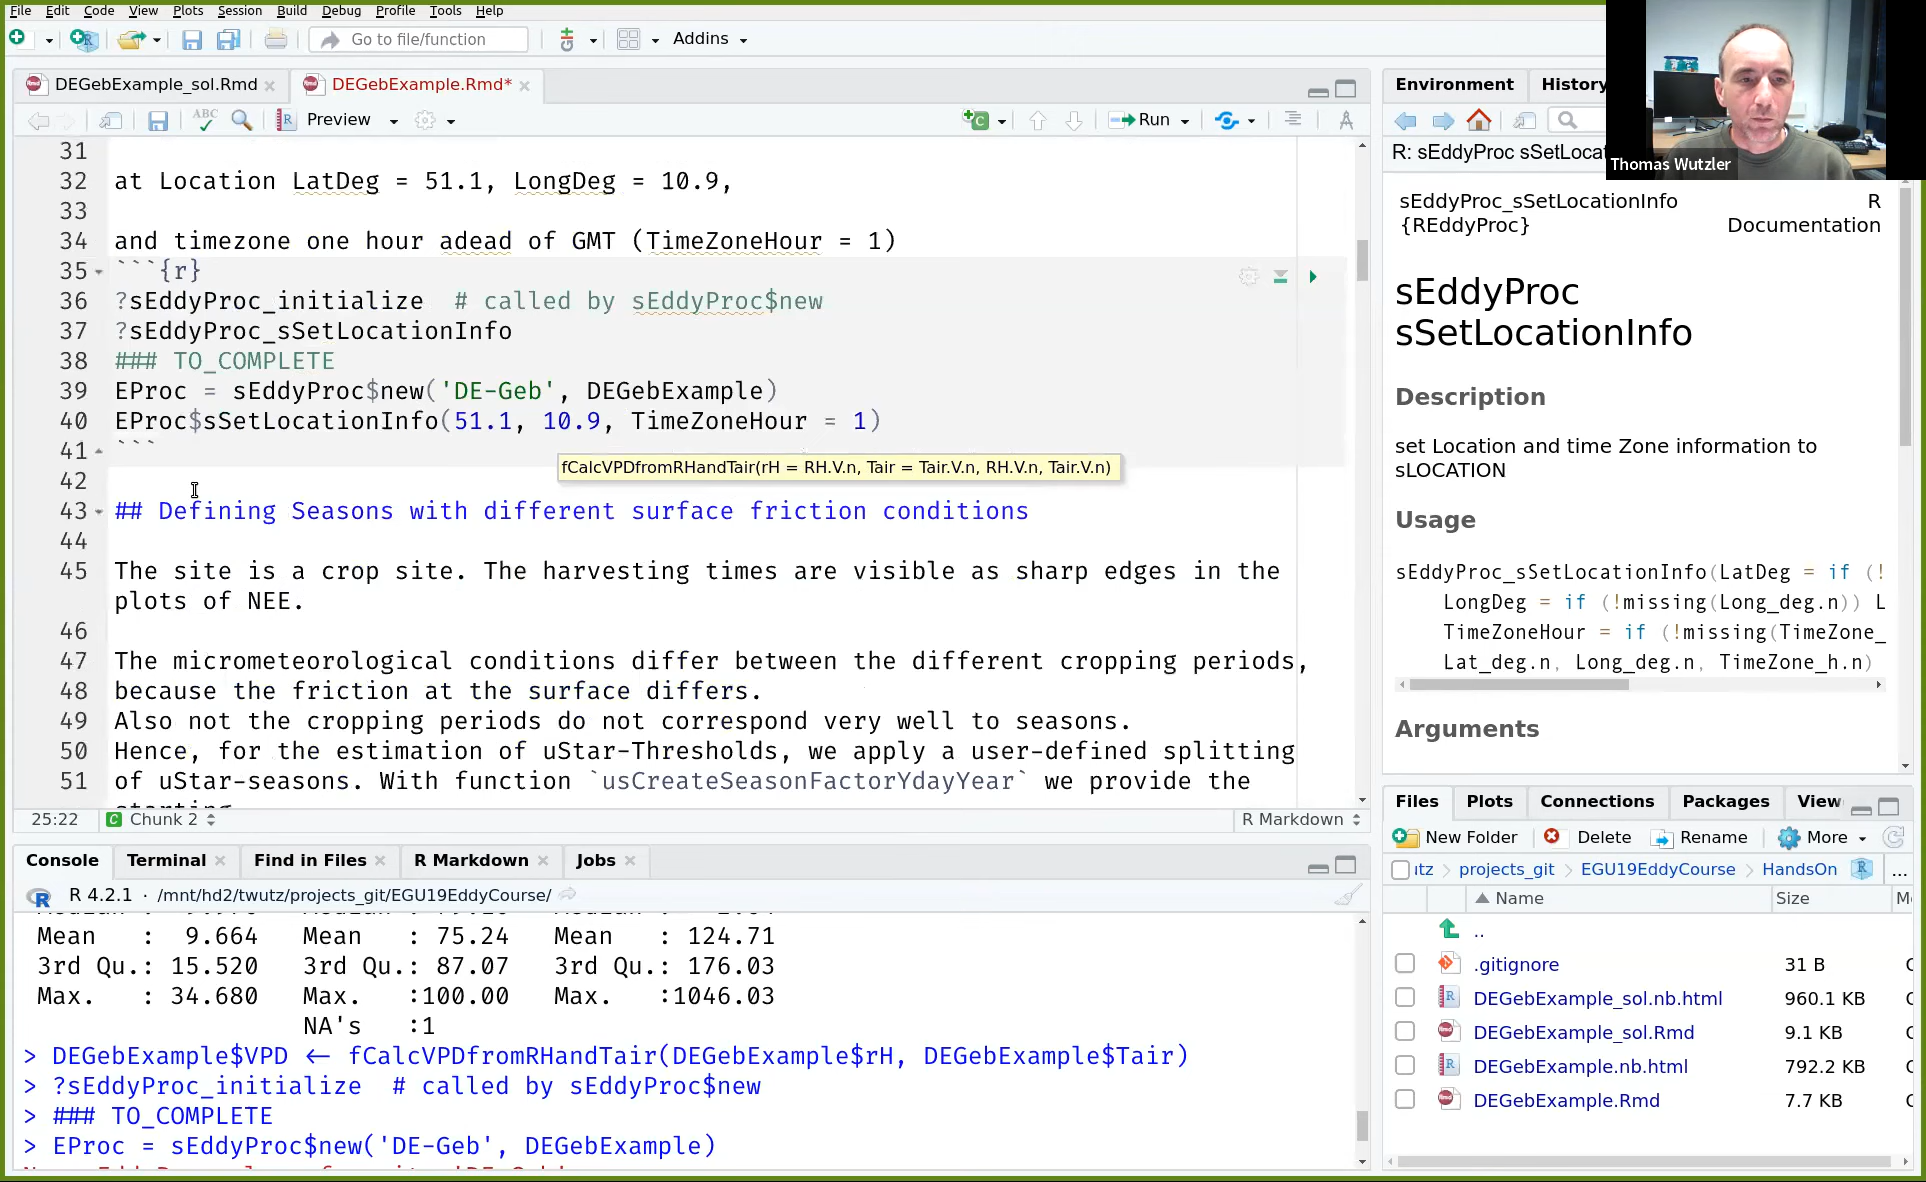 File Edit Code View Plots Session Build Debug Profile Tools Help
Go to file/function
Addins
DEGebExample_sol.Rmd
DEGebExample.Rmd*
ABC
Preview
Run
31
32 at Location LatDeg = 51.1, LongDeg = 10.9,
33
34 and timezone one hour adead of GMT (TimeZoneHour = 1)
35 ```{r}
36 ?sEddyProc_initialize  # called by sEddyProc$new
37 ?sEddyProc_sSetLocationInfo
38 ### TO_COMPLETE
39 EProc = sEddyProc$new('DE-Geb', DEGebExample)
40 EProc$sSetLocationInfo(51.1, 10.9, TimeZoneHour = 1)
41 ```
fCalcVPDfromRHandTair(rH = RH.V.n, Tair = Tair.V.n, RH.V.n, Tair.V.n)
42
43 ## Defining Seasons with different surface friction conditions
44
45 The site is a crop site. The harvesting times are visible as sharp edges in the
plots of NEE.
46
47 The micrometeorological conditions differ between the different cropping periods,
48 because the friction at the surface differs.
49 Also not the cropping periods do not correspond very well to seasons.
50 Hence, for the estimation of uStar-Thresholds, we apply a user-defined splitting
51 of uStar-seasons. With function `usCreateSeasonFactorYdayYear` we provide the
starting
25:22 C Chunk 2 R Markdown
Console Terminal Find in Files R Markdown Jobs
R 4.2.1 · /mnt/hd2/twutz/projects_git/EGU19EddyCourse/
Mean : 9.664 Mean : 75.24 Mean : 124.71
3rd Qu.: 15.520 3rd Qu.: 87.07 3rd Qu.: 176.03
Max. : 34.680 Max. :100.00 Max. :1046.03
NA's :1
> DEGebExample$VPD <- fCalcVPDfromRHandTair(DEGebExample$rH, DEGebExample$Tair)
> ?sEddyProc_initialize  # called by sEddyProc$new
> ### TO_COMPLETE
> EProc = sEddyProc$new('DE-Geb', DEGebExample)
Environment History
R: sEddyProc sSetLocat
Thomas Wutzler
sEddyProc_sSetLocationInfo R
{REddyProc} Documentation
sEddyProc
sSetLocationInfo
Description
set Location and time Zone information to
sLOCATION
Usage
sEddyProc_sSetLocationInfo(LatDeg = if (!
LongDeg = if (!missing(Long_deg.n)) L
TimeZoneHour = if (!missing(TimeZone_
Lat_deg.n, Long_deg.n, TimeZone_h.n)
Arguments
Files Plots Connections Packages View
New Folder Delete Rename More
itz projects_git EGU19EddyCourse HandsOn ...
Name Size M
..
.gitignore 31 B
DEGebExample_sol.nb.html 960.1 KB
DEGebExample_sol.Rmd 9.1 KB
DEGebExample.nb.html 792.2 KB
DEGebExample.Rmd 7.7 KB